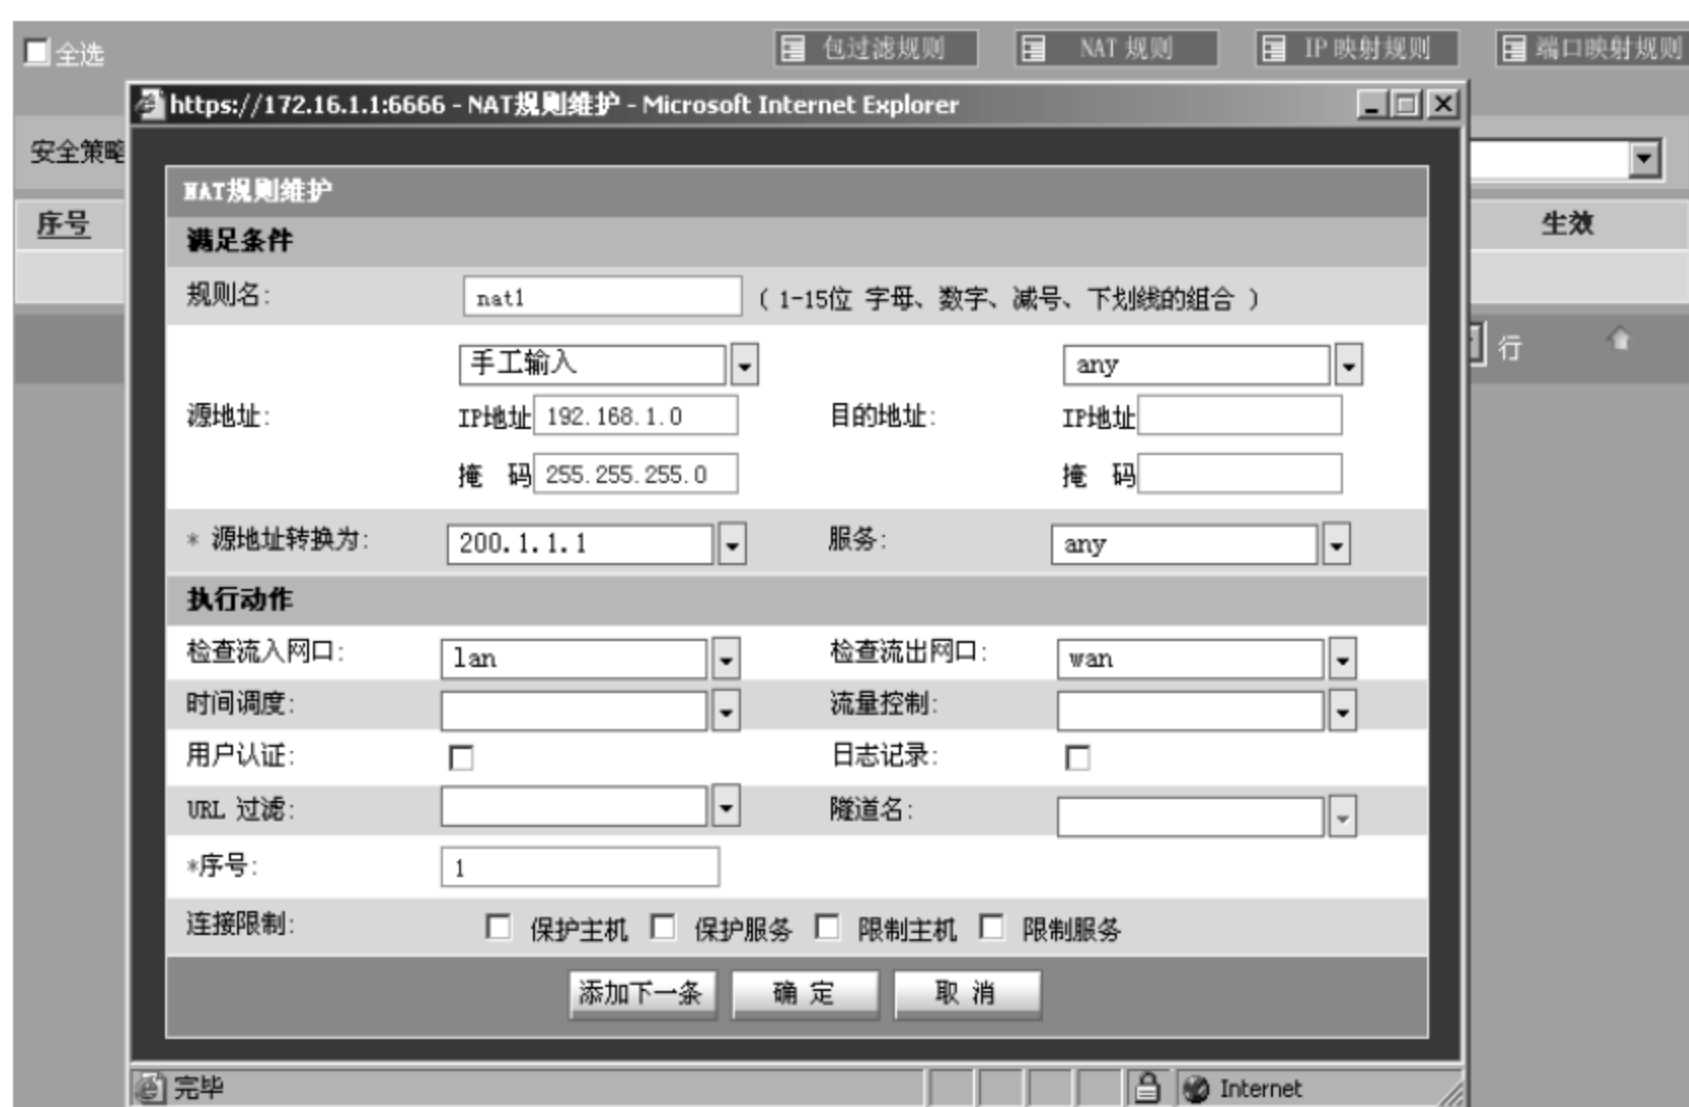 全选 包过滤规则 NAT 规则 IP 映射规则 端口映射规则
https://172.16.1.1:6666 - NAT规则维护 - Microsoft Internet Explorer
安全策略
NAT规则维护
序号 生效
满足条件
规则名: nat1 ( 1-15位 字母、数字、减号、下划线的组合 )
手工输入 any
行
源地址: IP地址 192.168.1.0 目的地址: IP地址
掩 码 255.255.255.0 掩 码
* 源地址转换为: 200.1.1.1 服务: any
执行动作
检查流入网口: lan 检查流出网口: wan
时间调度: 流量控制:
用户认证: 日志记录:
URL 过滤: 隧道名:
*序号: 1
连接限制: 保护主机 保护服务 限制主机 限制服务
添加下一条 确 定 取 消
完毕 Internet